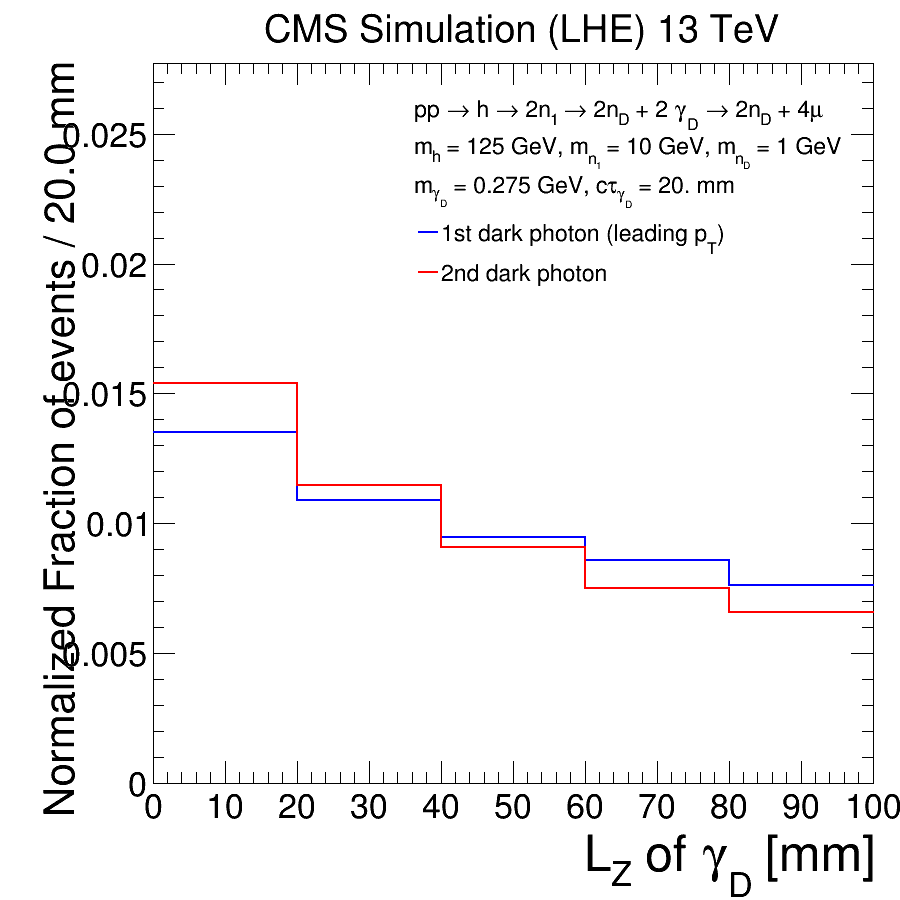 CMS Simulation (LHE) 13 TeV
pp → h → 2n1 → 2nD + 2 γD → 2nD + 4μ
mh = 125 GeV, mn1 = 10 GeV, mnD = 1 GeV
mγD = 0.275 GeV, cτγD = 20. mm
1st dark photon (leading pT)
2nd dark photon
Normalized Fraction of events / 20.0 mm
0.025
0.02
0.015
0.01
0.005
0
0 10 20 30 40 50 60 70 80 90 100
LZ of γD [mm]